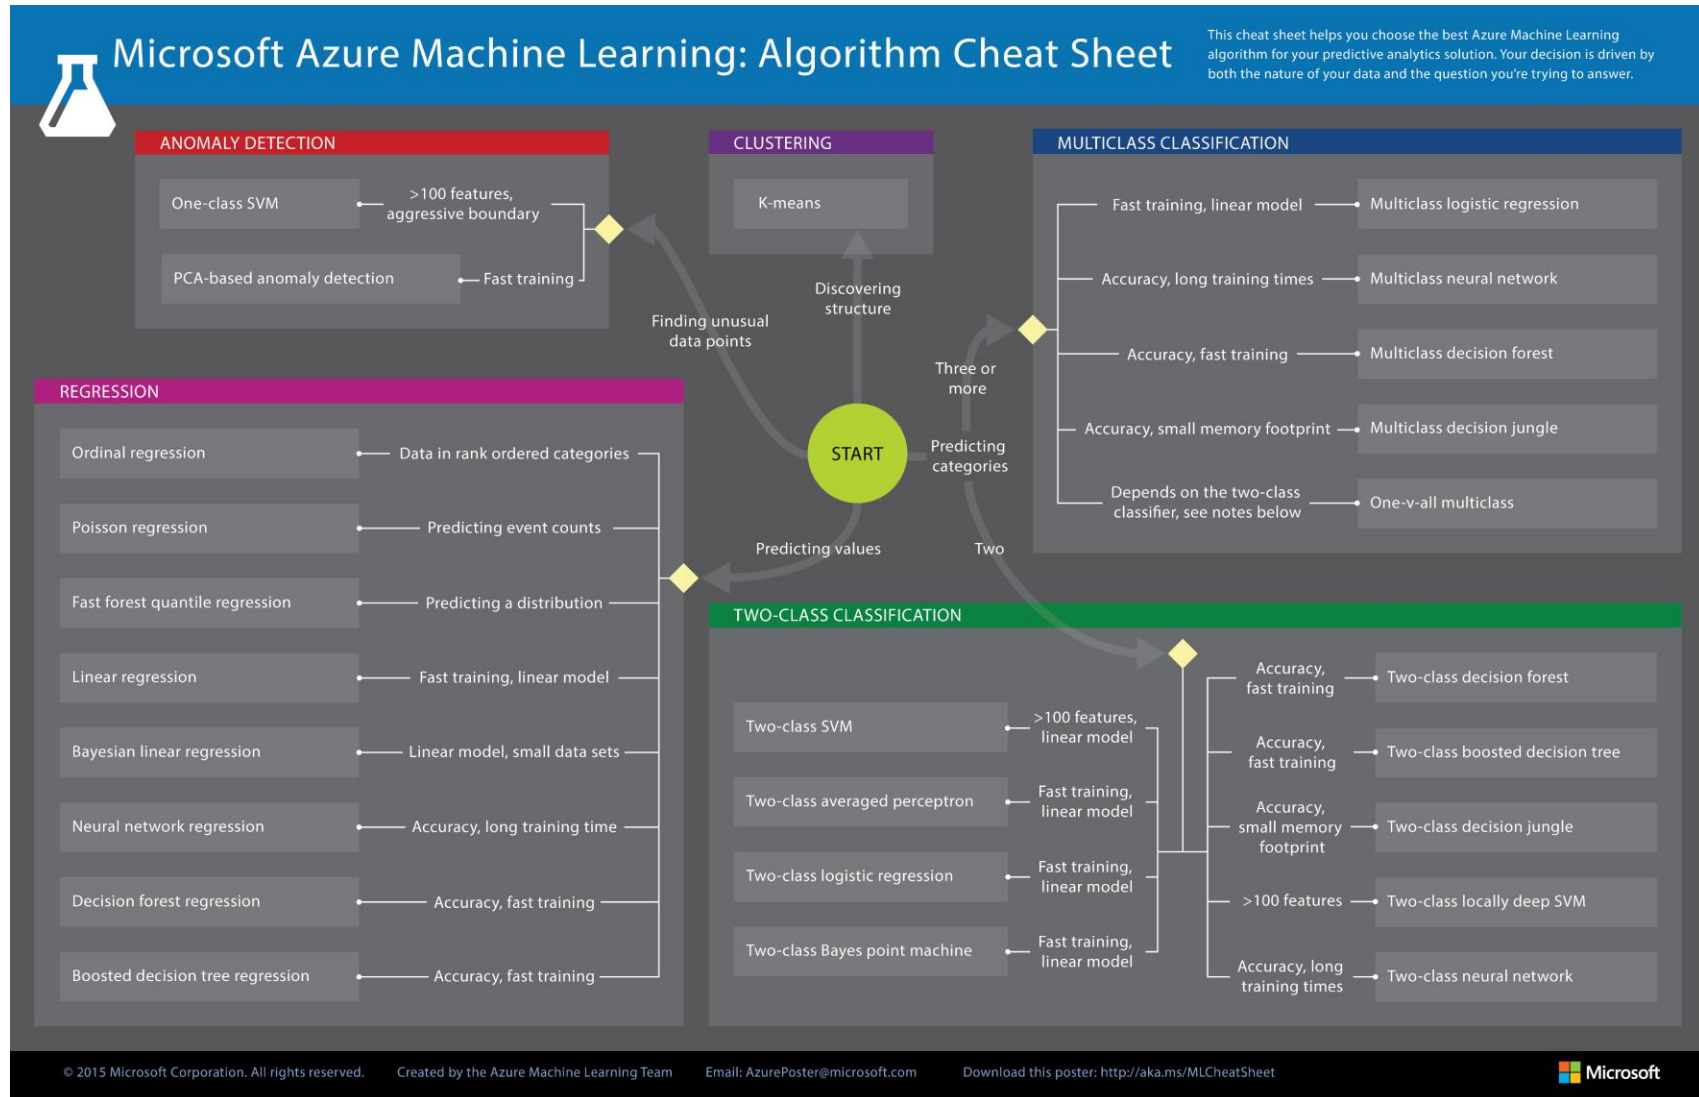 Microsoft Azure Machine Learning: Algorithm Cheat Sheet
This cheat sheet helps you choose the best Azure Machine Learning
algorithm for your predictive analytics solution. Your decision is driven by
both the nature of your data and the question you're trying to answer.
ANOMALY DETECTION
One-class SVM
>100 features,
aggressive boundary
PCA-based anomaly detection
Fast training
CLUSTERING
K-means
MULTICLASS CLASSIFICATION
Fast training, linear model
Multiclass logistic regression
Accuracy, long training times
Multiclass neural network
Accuracy, fast training
Multiclass decision forest
Accuracy, small memory footprint
Multiclass decision jungle
Depends on the two-class
classifier, see notes below
One-v-all multiclass
Finding unusual
data points
Discovering
structure
Three or
more
START
Predicting
categories
Predicting values
Two
REGRESSION
Ordinal regression
Data in rank ordered categories
Poisson regression
Predicting event counts
Fast forest quantile regression
Predicting a distribution
Linear regression
Fast training, linear model
Bayesian linear regression
Linear model, small data sets
Neural network regression
Accuracy, long training time
Decision forest regression
Accuracy, fast training
Boosted decision tree regression
Accuracy, fast training
TWO-CLASS CLASSIFICATION
Two-class SVM
>100 features,
linear model
Two-class averaged perceptron
Fast training,
linear model
Two-class logistic regression
Fast training,
linear model
Two-class Bayes point machine
Fast training,
linear model
Accuracy,
fast training
Two-class decision forest
Accuracy,
fast training
Two-class boosted decision tree
Accuracy,
small memory
footprint
Two-class decision jungle
>100 features
Two-class locally deep SVM
Accuracy, long
training times
Two-class neural network
© 2015 Microsoft Corporation. All rights reserved. Created by the Azure Machine Learning Team Email: AzurePoster@microsoft.com Download this poster: http://aka.ms/MLCheatSheet
Microsoft